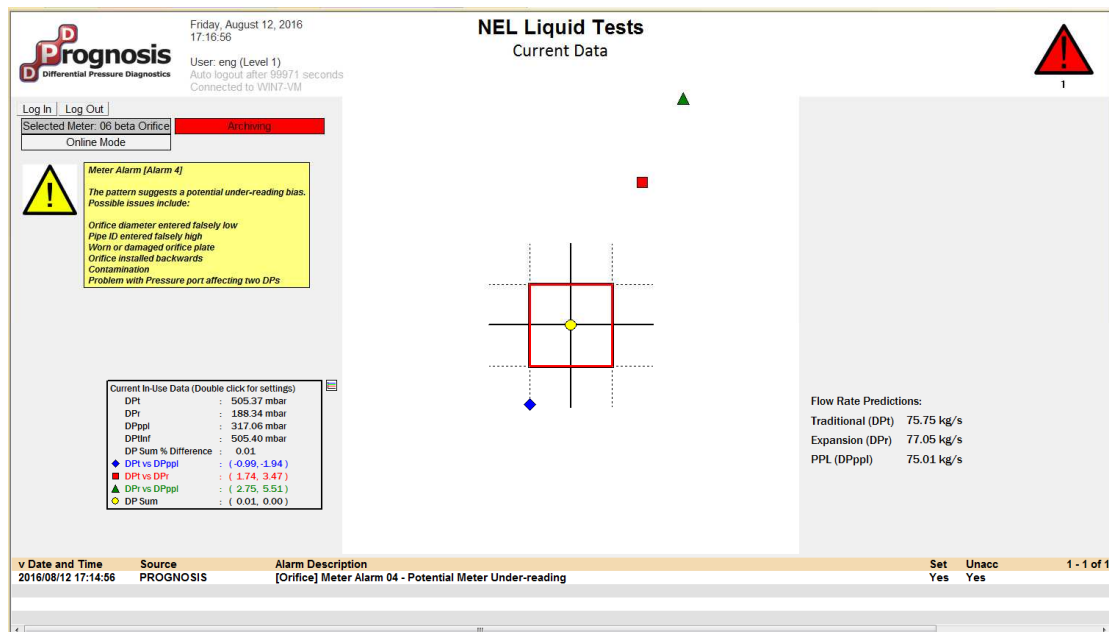 D
P
Prognosis
D
Differential Pressure Diagnostics
Friday, August 12, 2016
17:16:56
User: eng (Level 1)
Auto logout after 99971 seconds
Connected to WIN7-VM
NEL Liquid Tests
Current Data
!
1
Log In Log Out
Selected Meter: 06 beta Orifice Archiving
Online Mode
!
Meter Alarm [Alarm 4]
The pattern suggests a potential under-reading bias.
Possible issues include:
Orifice diameter entered falsely low
Pipe ID entered falsely high
Worn or damaged orifice plate
Orifice installed backwards
Contamination
Problem with Pressure port affecting two DPs
Current In-Use Data (Double click for settings)
DPt : 505.37 mbar
DPr : 188.34 mbar
DPppl : 317.06 mbar
DPtInf : 505.40 mbar
DP Sum % Difference : 0.01
DPt vs DPppl : (-0.99,-1.94 )
DPt vs DPr : ( 1.74, 3.47 )
DPr vs DPppl : ( 2.75, 5.51 )
DP Sum : ( 0.01, 0.00 )
Flow Rate Predictions:
Traditional (DPt) 75.75 kg/s
Expansion (DPr) 77.05 kg/s
PPL (DPppl) 75.01 kg/s
v Date and Time Source Alarm Description Set Unacc 1 - 1 of 1
2016/08/12 17:14:56 PROGNOSIS [Orifice] Meter Alarm 04 - Potential Meter Under-reading Yes Yes